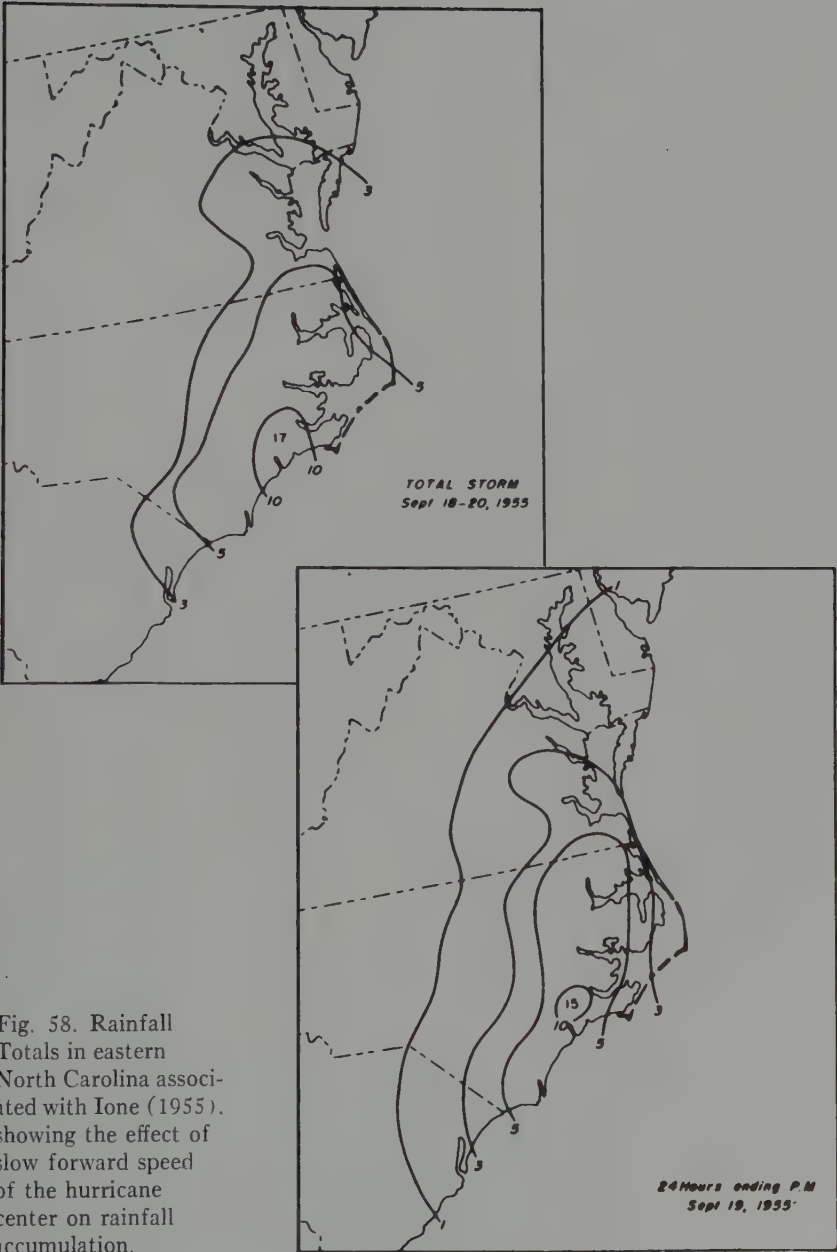 3
5
17
10
10
TOTAL STORM
Sept 18-20, 1955
5
3
1
15
10
3
5
5
3
1
24 Hours ending P.M
Sept 19, 1955
Fig. 58. Rainfall
Totals in eastern
North Carolina associ-
ated with Ione (1955).
showing the effect of
slow forward speed
of the hurricane
center on rainfall
accumulation.